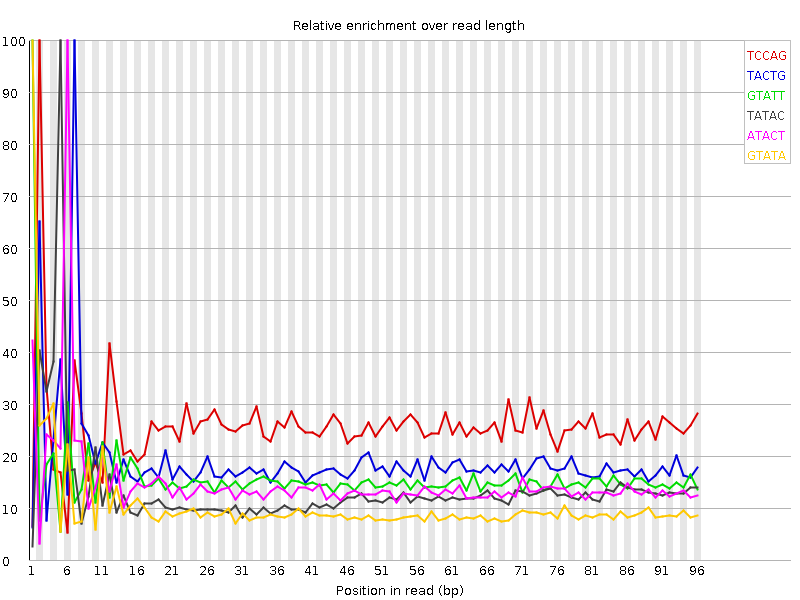 Relative enrichment over read length
100
90
80
70
60
50
40
30
20
10
0
TCCAG
TACTG
GTATT
TATAC
ATACT
GTATA
1 6 11 16 21 26 31 36 41 46 51 56 61 66 71 76 81 86 91 96
Position in read (bp)